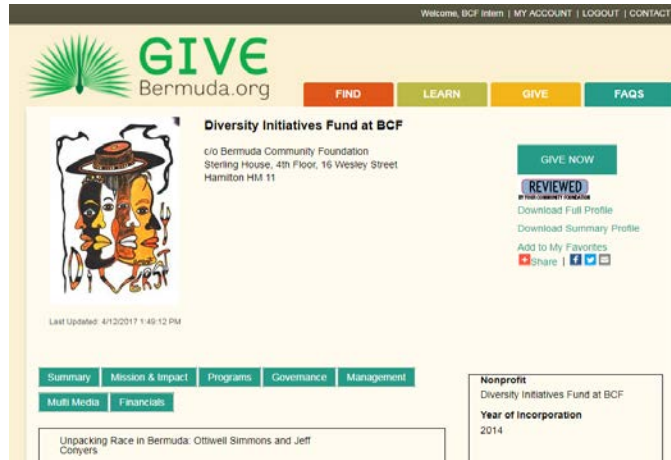 Welcome, BCF Intern | MY ACCOUNT | LOGOUT | CONTACT
GIVE
Bermuda.org
FIND
LEARN
GIVE
FAQS
Diversity Initiatives Fund at BCF
c/o Bermuda Community Foundation
Sterling House, 4th Floor, 16 Wesley Street
Hamilton HM 11
GIVE NOW
REVIEWED
BY YOUR COMMUNITY FOUNDATION
Download Full Profile
Download Summary Profile
Add to My Favorites
Share |
Last Updated: 4/12/2017 1:49:12 PM
Summary
Mission & Impact
Programs
Governance
Management
Multi Media
Financials
Unpacking Race in Bermuda: Ottiwell Simmons and Jeff
Conyers
Nonprofit
Diversity Initiatives Fund at BCF
Year of Incorporation
2014